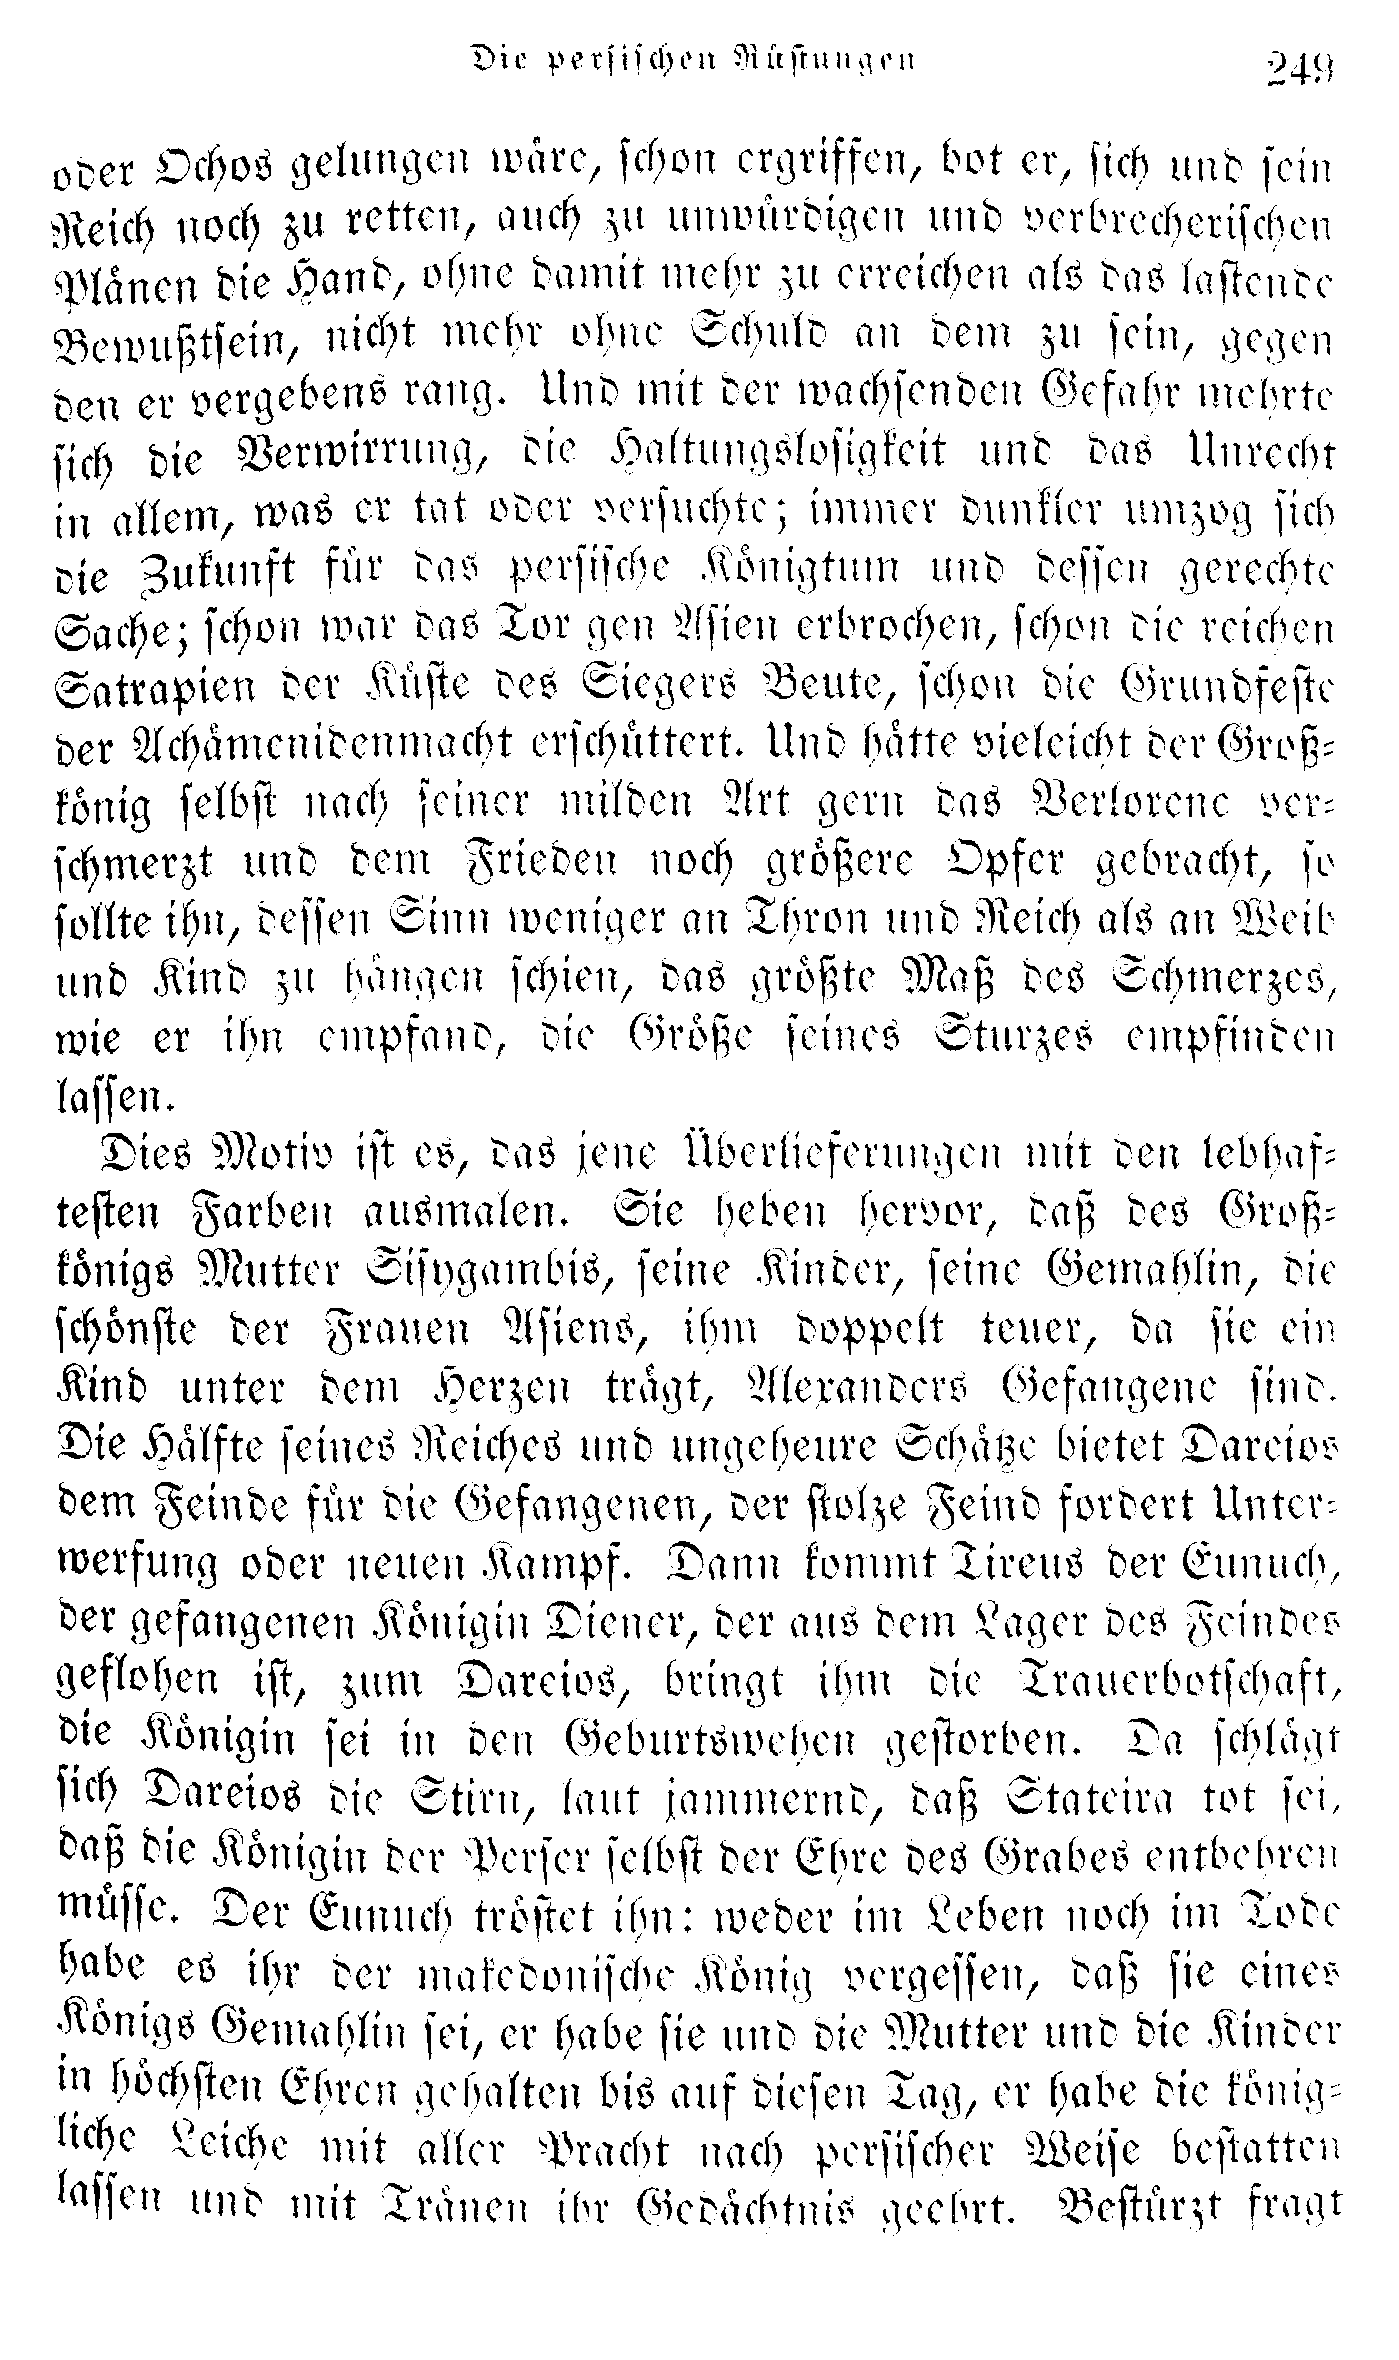 Die persischen Rüstungen 249
oder Ochos gelungen wäre, schon ergriffen, bot er, sich und sein
Reich noch zu retten, auch zu unwürdigen und verbrecherischen
Plänen die Hand, ohne damit mehr zu erreichen als das lastende
Bewußtsein, nicht mehr ohne Schuld an dem zu sein, gegen
den er vergebens rang. Und mit der wachsenden Gefahr mehrte
sich die Verwirrung, die Haltungslosigkeit und das Unrecht
in allem, was er tat oder versuchte; immer dunkler umzog sich
die Zukunft für das persische Königtum und dessen gerechte
Sache; schon war das Tor gen Asien erbrochen, schon die reichen
Satrapien der Küste des Siegers Beute, schon die Grundfeste
der Achämenidenmacht erschüttert. Und hätte vieleicht der Groß-
könig selbst nach seiner milden Art gern das Verlorene ver-
schmerzt und dem Frieden noch größere Opfer gebracht, so
sollte ihn, dessen Sinn weniger an Thron und Reich als an Weib
und Kind zu hängen schien, das größte Maß des Schmerzes,
wie er ihn empfand, die Größe seines Sturzes empfinden
lassen.
Dies Motiv ist es, das jene Überlieferungen mit den lebhaf-
testen Farben ausmalen. Sie heben hervor, daß des Groß-
königs Mutter Sisygambis, seine Kinder, seine Gemahlin, die
schönste der Frauen Asiens, ihm doppelt teuer, da sie ein
Kind unter dem Herzen trägt, Alexanders Gefangene sind.
Die Hälfte seines Reiches und ungeheure Schätze bietet Dareios
dem Feinde für die Gefangenen, der stolze Feind fordert Unter-
werfung oder neuen Kampf. Dann kommt Tireus der Eunuch,
der gefangenen Königin Diener, der aus dem Lager des Feindes
geflohen ist, zum Dareios, bringt ihm die Trauerbotschaft,
die Königin sei in den Geburtswehen gestorben. Da schlägt
sich Dareios die Stirn, laut jammernd, daß Stateira tot sei,
daß die Königin der Perser selbst der Ehre des Grabes entbehren
müsse. Der Eunuch tröstet ihn: weder im Leben noch im Tode
habe es ihr der makedonische König vergessen, daß sie eines
Königs Gemahlin sei, er habe sie und die Mutter und die Kinder
in höchsten Ehren gehalten bis auf diesen Tag, er habe die könig-
liche Leiche mit aller Pracht nach persischer Weise bestatten
lassen und mit Tränen ihr Gedächtnis geehrt. Bestürzt fragt